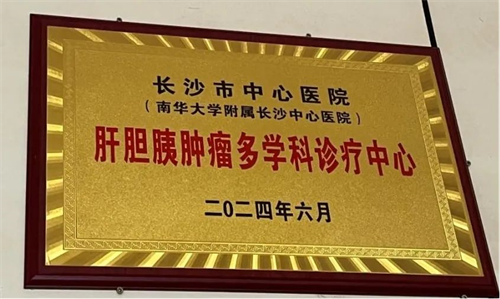 长沙市中心医院
（南华大学附属长沙中心医院）
肝胆胰肿瘤多学科诊疗中心
二〇二四年六月